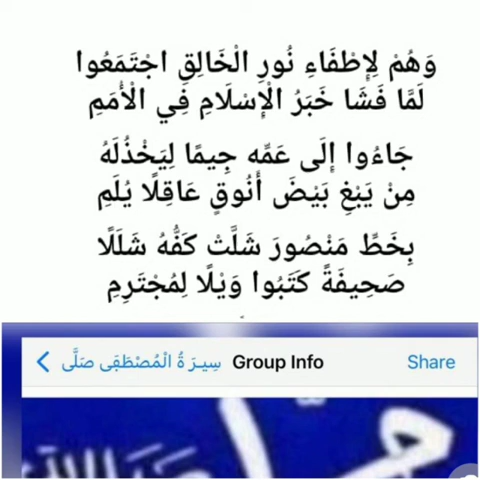 وَهُمْ لِإِطْفَاءِ نُورِ الْخَالِقِ اجْتَمَعُوا
لَمَّا فَشَا خَبَرُ الْإِسْلَامِ فِي الْأُمَمِ
جَاءُوا إِلَى عَمِّه جِيمًا لِيَخْذُلَهُ
مِنْ يَبْغِ بَيْضَ أَنُوقٍ عَاقِلًا يُلَمِ
بِخَطِّ مَنْصُورَ شَلَّتْ كَفُّهُ شَلَلًا
صَحِيفَةً كَتَبُوا وَيْلًا لِمُجْتَرِمِ
سِيـرَ ةُ الْمُصْطَفَى صَلَّى Group Info Share